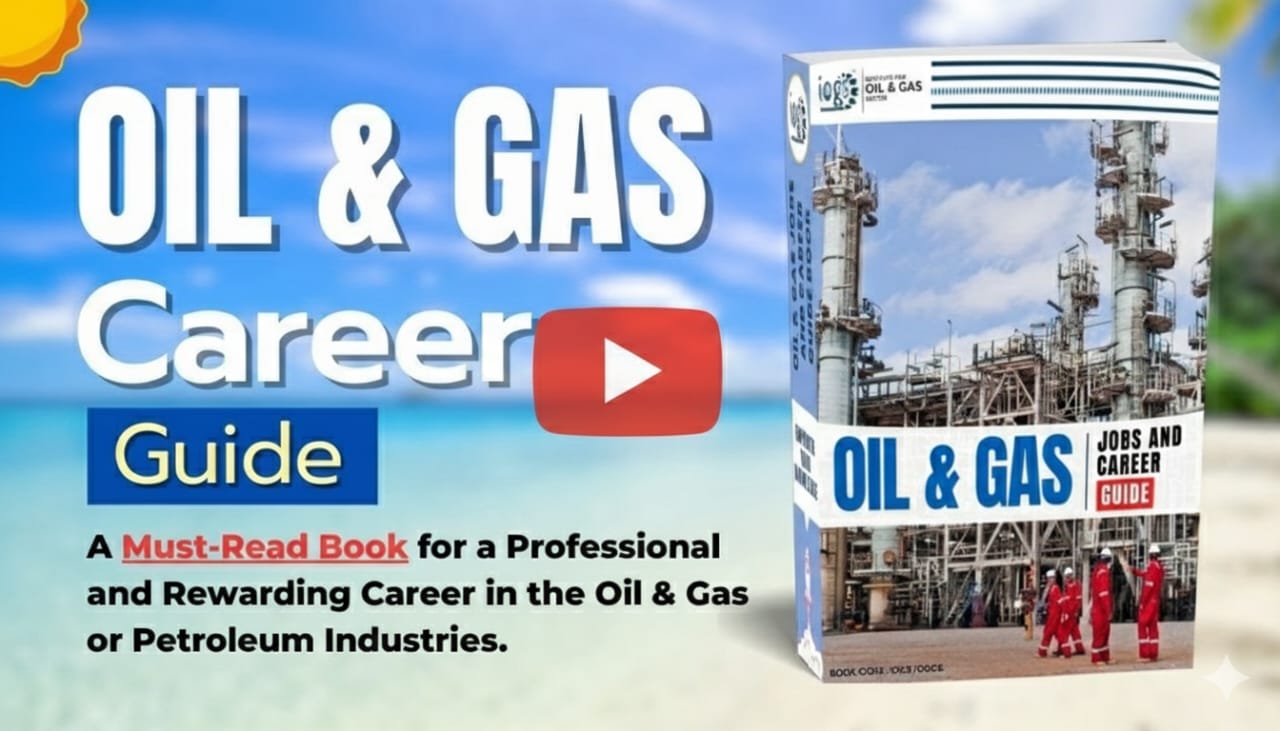 OIL & GAS
Career
Guide
A Must-Read Book for a Professional
and Rewarding Career in the Oil & Gas
or Petroleum Industries.
iogs
OIL & GAS
OIL & GAS
JOBS AND
CAREER
GUIDE